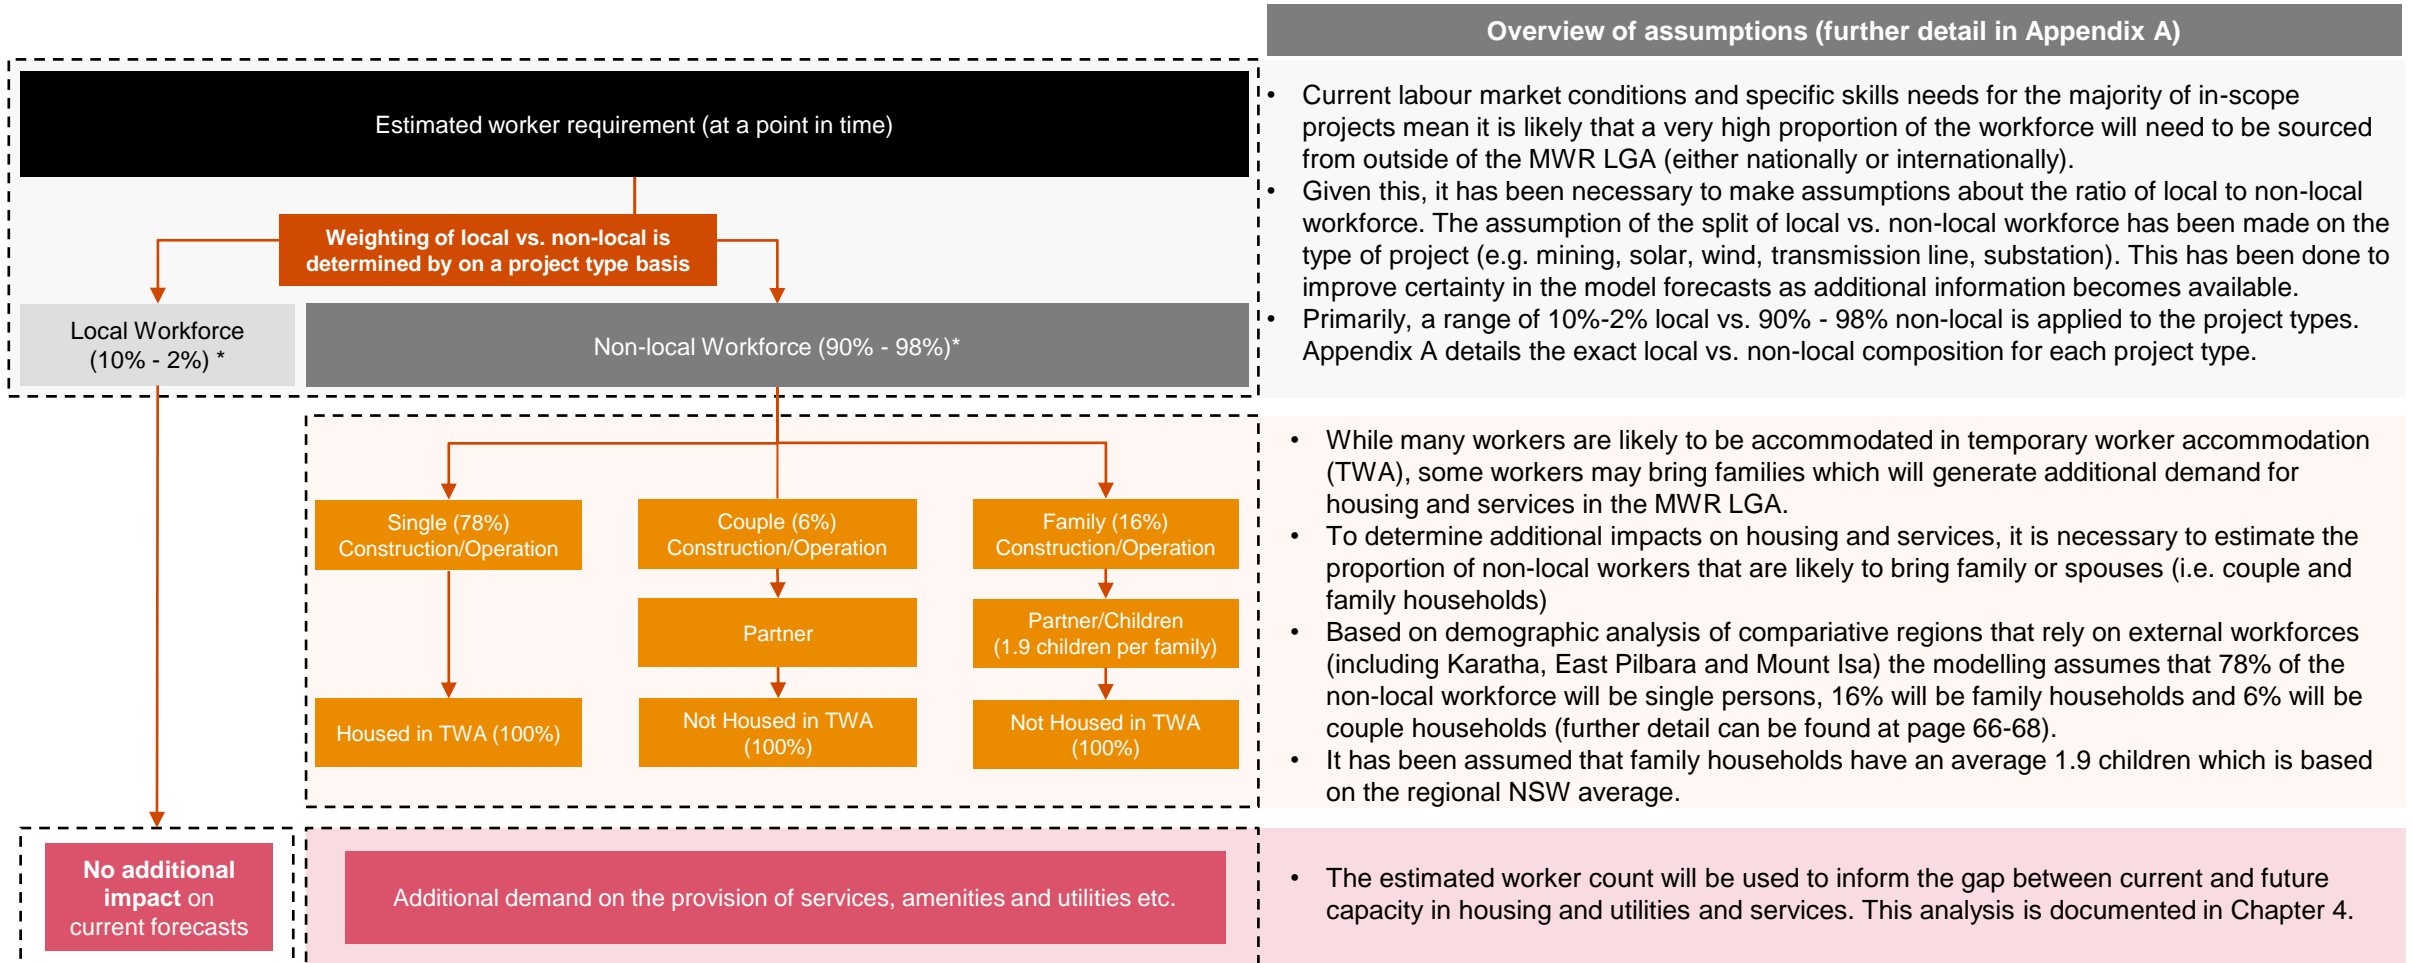 Overview of assumptions (further detail in Appendix A)
Estimated worker requirement (at a point in time)
Weighting of local vs. non-local is
determined by on a project type basis
Local Workforce
(10% - 2%) *
Non-local Workforce (90% - 98%)*
• Current labour market conditions and specific skills needs for the majority of in-scope
projects mean it is likely that a very high proportion of the workforce will need to be sourced
from outside of the MWR LGA (either nationally or internationally).
• Given this, it has been necessary to make assumptions about the ratio of local to non-local
workforce. The assumption of the split of local vs. non-local workforce has been made on the
type of project (e.g. mining, solar, wind, transmission line, substation). This has been done to
improve certainty in the model forecasts as additional information becomes available.
• Primarily, a range of 10%-2% local vs. 90% - 98% non-local is applied to the project types.
Appendix A details the exact local vs. non-local composition for each project type.
Single (78%)
Construction/Operation
Couple (6%)
Construction/Operation
Family (16%)
Construction/Operation
Partner
Partner/Children
(1.9 children per family)
Housed in TWA (100%)
Not Housed in TWA
(100%)
Not Housed in TWA
(100%)
• While many workers are likely to be accommodated in temporary worker accommodation
(TWA), some workers may bring families which will generate additional demand for
housing and services in the MWR LGA.
• To determine additional impacts on housing and services, it is necessary to estimate the
proportion of non-local workers that are likely to bring family or spouses (i.e. couple and
family households)
• Based on demographic analysis of compariative regions that rely on external workforces
(including Karatha, East Pilbara and Mount Isa) the modelling assumes that 78% of the
non-local workforce will be single persons, 16% will be family households and 6% will be
couple households (further detail can be found at page 66-68).
• It has been assumed that family households have an average 1.9 children which is based
on the regional NSW average.
No additional
impact on
current forecasts
Additional demand on the provision of services, amenities and utilities etc.
• The estimated worker count will be used to inform the gap between current and future
capacity in housing and utilities and services. This analysis is documented in Chapter 4.